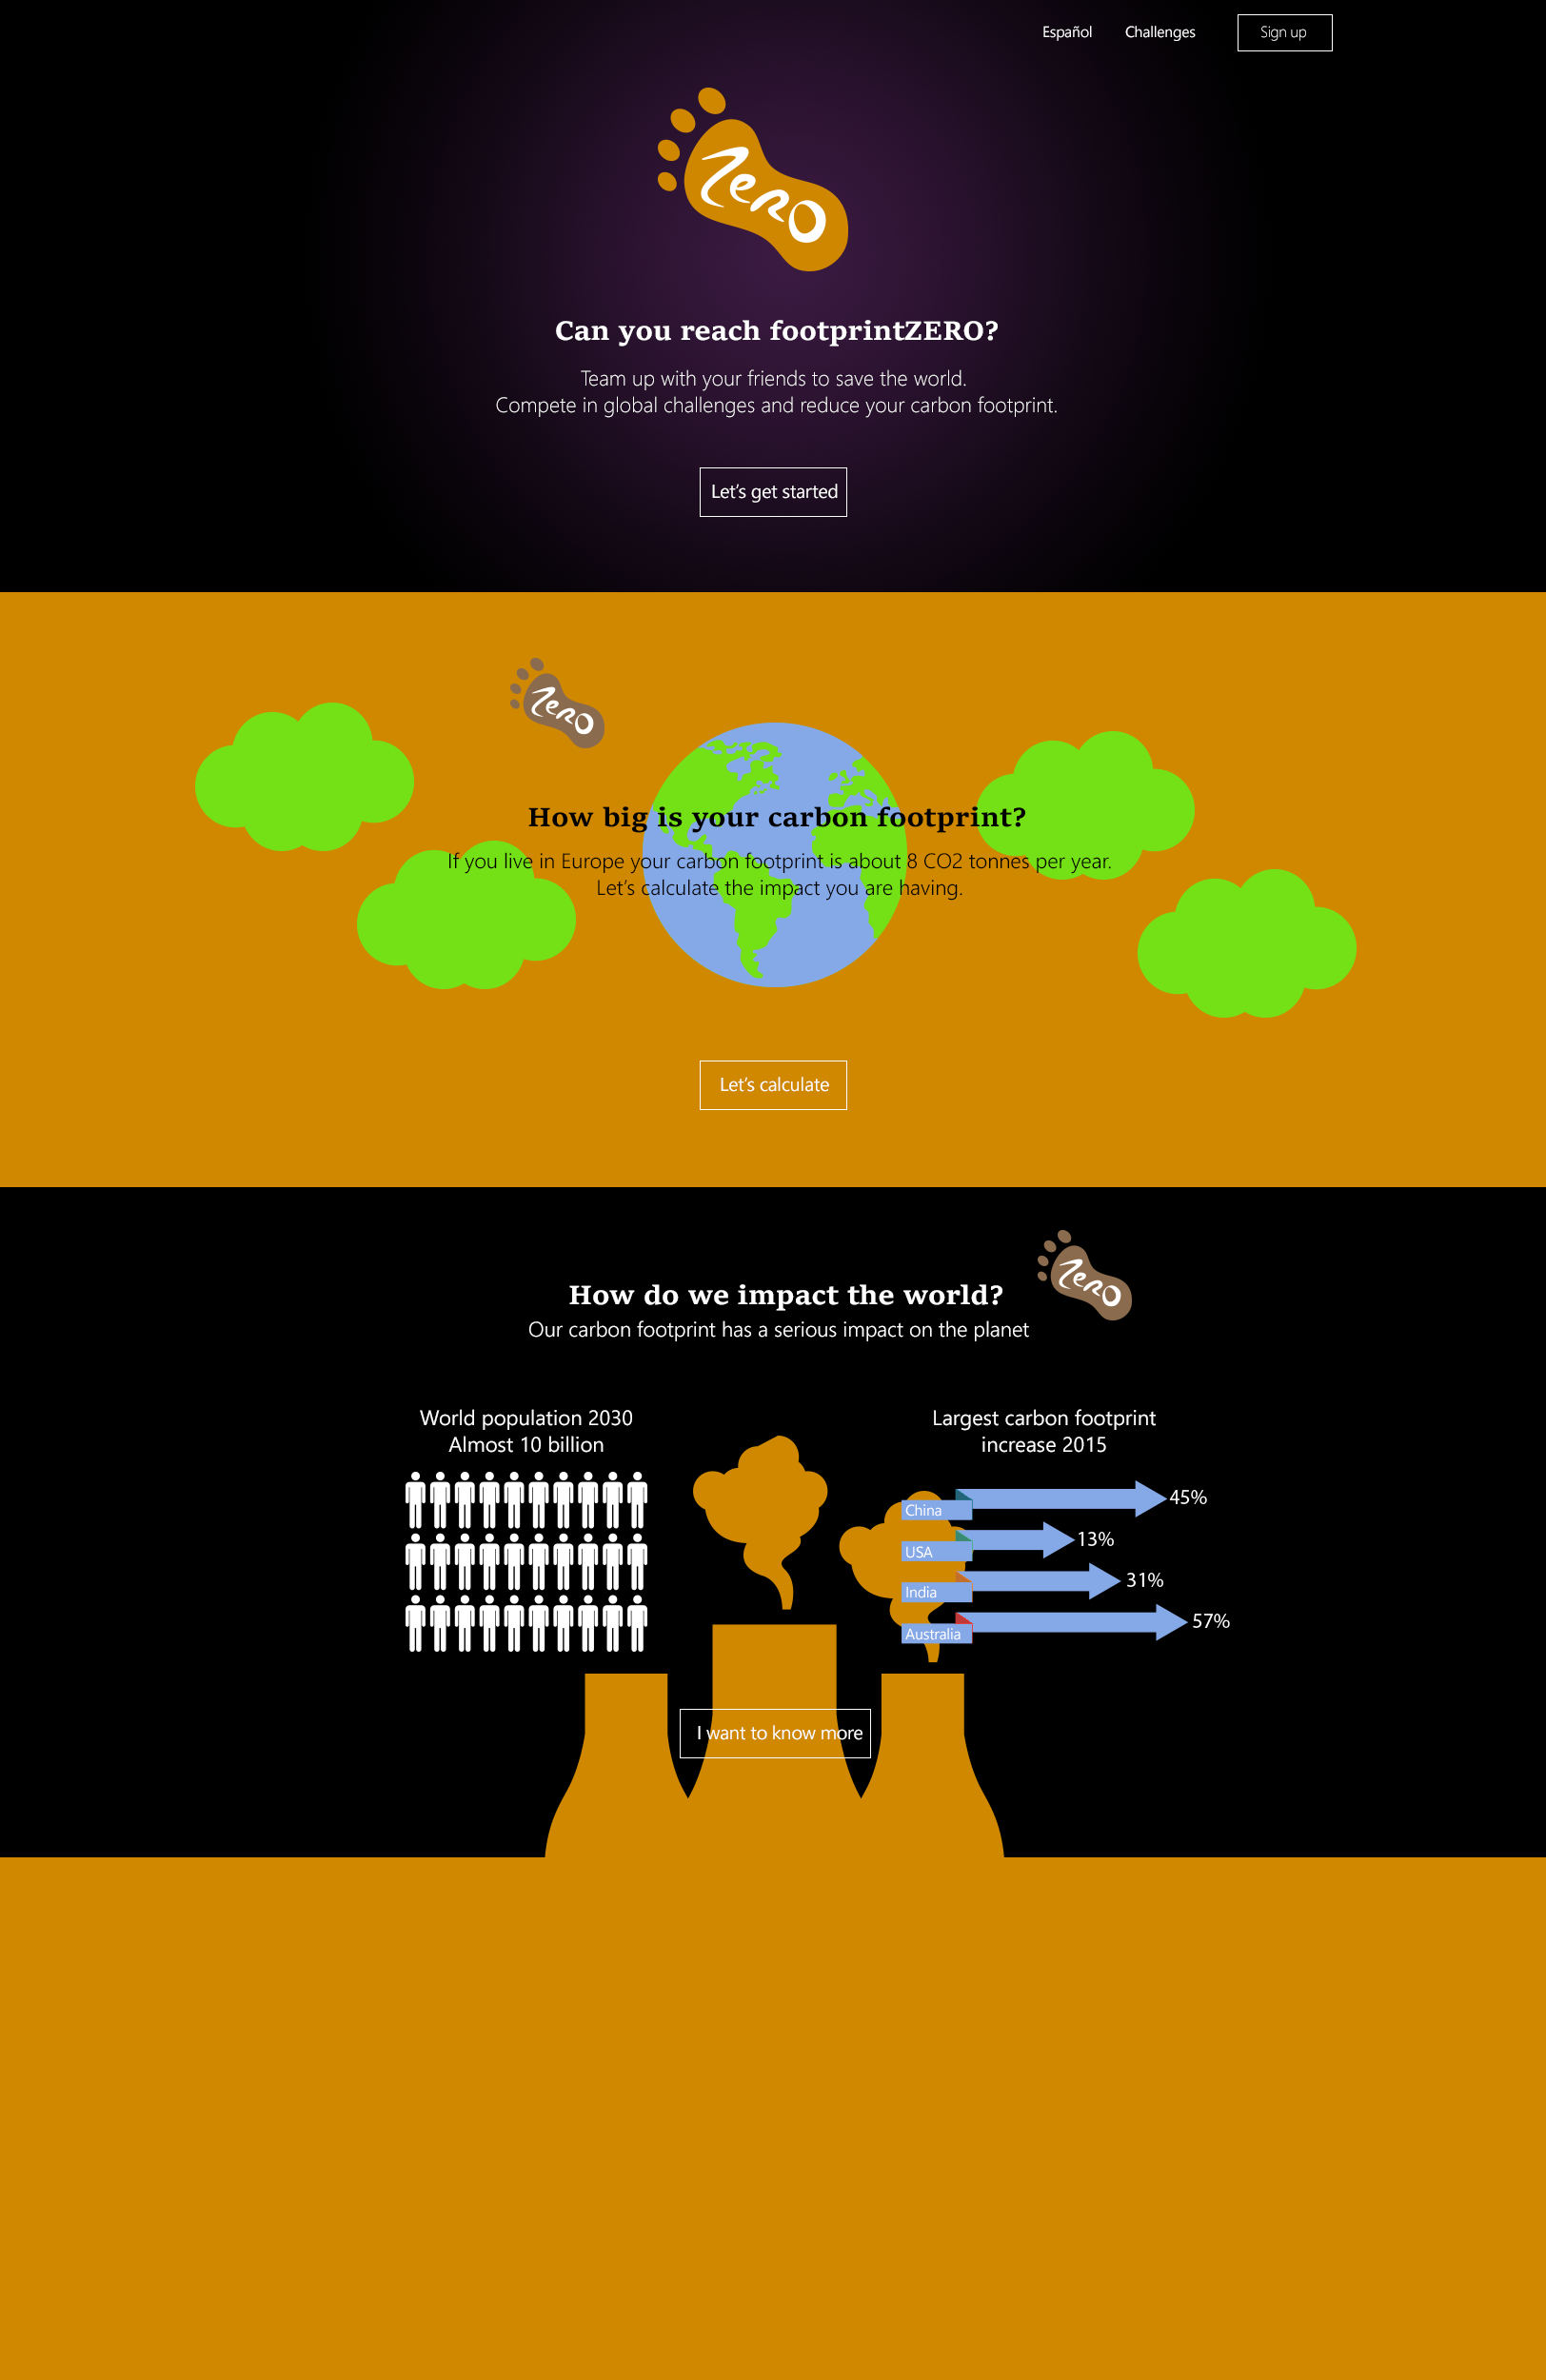 Español Challenges Sign up
Zero
Can you reach footprintZERO?
Team up with your friends to save the world.
Compete in global challenges and reduce your carbon footprint.
Let's get started
Zero
How big is your carbon footprint?
If you live in Europe your carbon footprint is about 8 CO2 tonnes per year.
Let's calculate the impact you are having.
Let's calculate
Zero
How do we impact the world?
Our carbon footprint has a serious impact on the planet
World population 2030
Almost 10 billion
Largest carbon footprint
increase 2015
China 45%
USA 13%
India 31%
Australia 57%
I want to know more